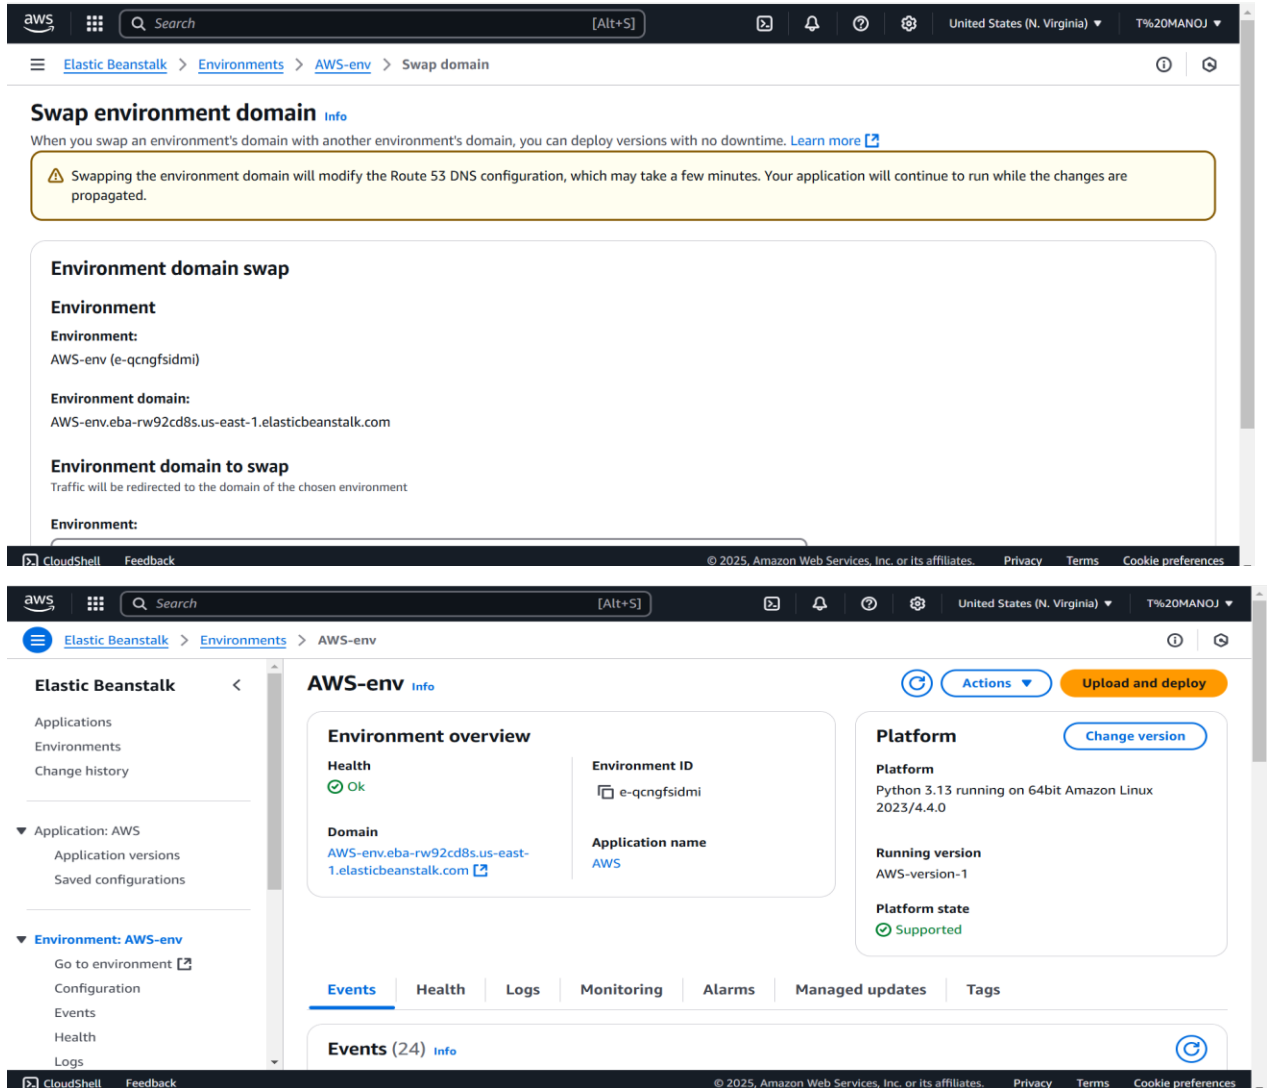 aws
Search [Alt+S]
United States (N. Virginia) ▼ T%20MANOJ ▼
Elastic Beanstalk > Environments > AWS-env > Swap domain
Swap environment domain Info
When you swap an environment's domain with another environment's domain, you can deploy versions with no downtime. Learn more
Swapping the environment domain will modify the Route 53 DNS configuration, which may take a few minutes. Your application will continue to run while the changes are
propagated.
Environment domain swap
Environment
Environment:
AWS-env (e-qcngfsidmi)
Environment domain:
AWS-env.eba-rw92cd8s.us-east-1.elasticbeanstalk.com
Environment domain to swap
Traffic will be redirected to the domain of the chosen environment
Environment:
CloudShell Feedback © 2025, Amazon Web Services, Inc. or its affiliates. Privacy Terms Cookie preferences
aws
Search [Alt+S]
United States (N. Virginia) ▼ T%20MANOJ ▼
Elastic Beanstalk > Environments > AWS-env
Elastic Beanstalk
Applications
Environments
Change history
Application: AWS
Application versions
Saved configurations
Environment: AWS-env
Go to environment
Configuration
Events
Health
Logs
AWS-env Info
Actions ▼ Upload and deploy
Environment overview
Health
Ok
Domain
AWS-env.eba-rw92cd8s.us-east-
1.elasticbeanstalk.com
Environment ID
e-qcngfsidmi
Application name
AWS
Platform
Change version
Platform
Python 3.13 running on 64bit Amazon Linux
2023/4.4.0
Running version
AWS-version-1
Platform state
Supported
Events Health Logs Monitoring Alarms Managed updates Tags
Events (24) Info
CloudShell Feedback © 2025, Amazon Web Services, Inc. or its affiliates. Privacy Terms Cookie preferences